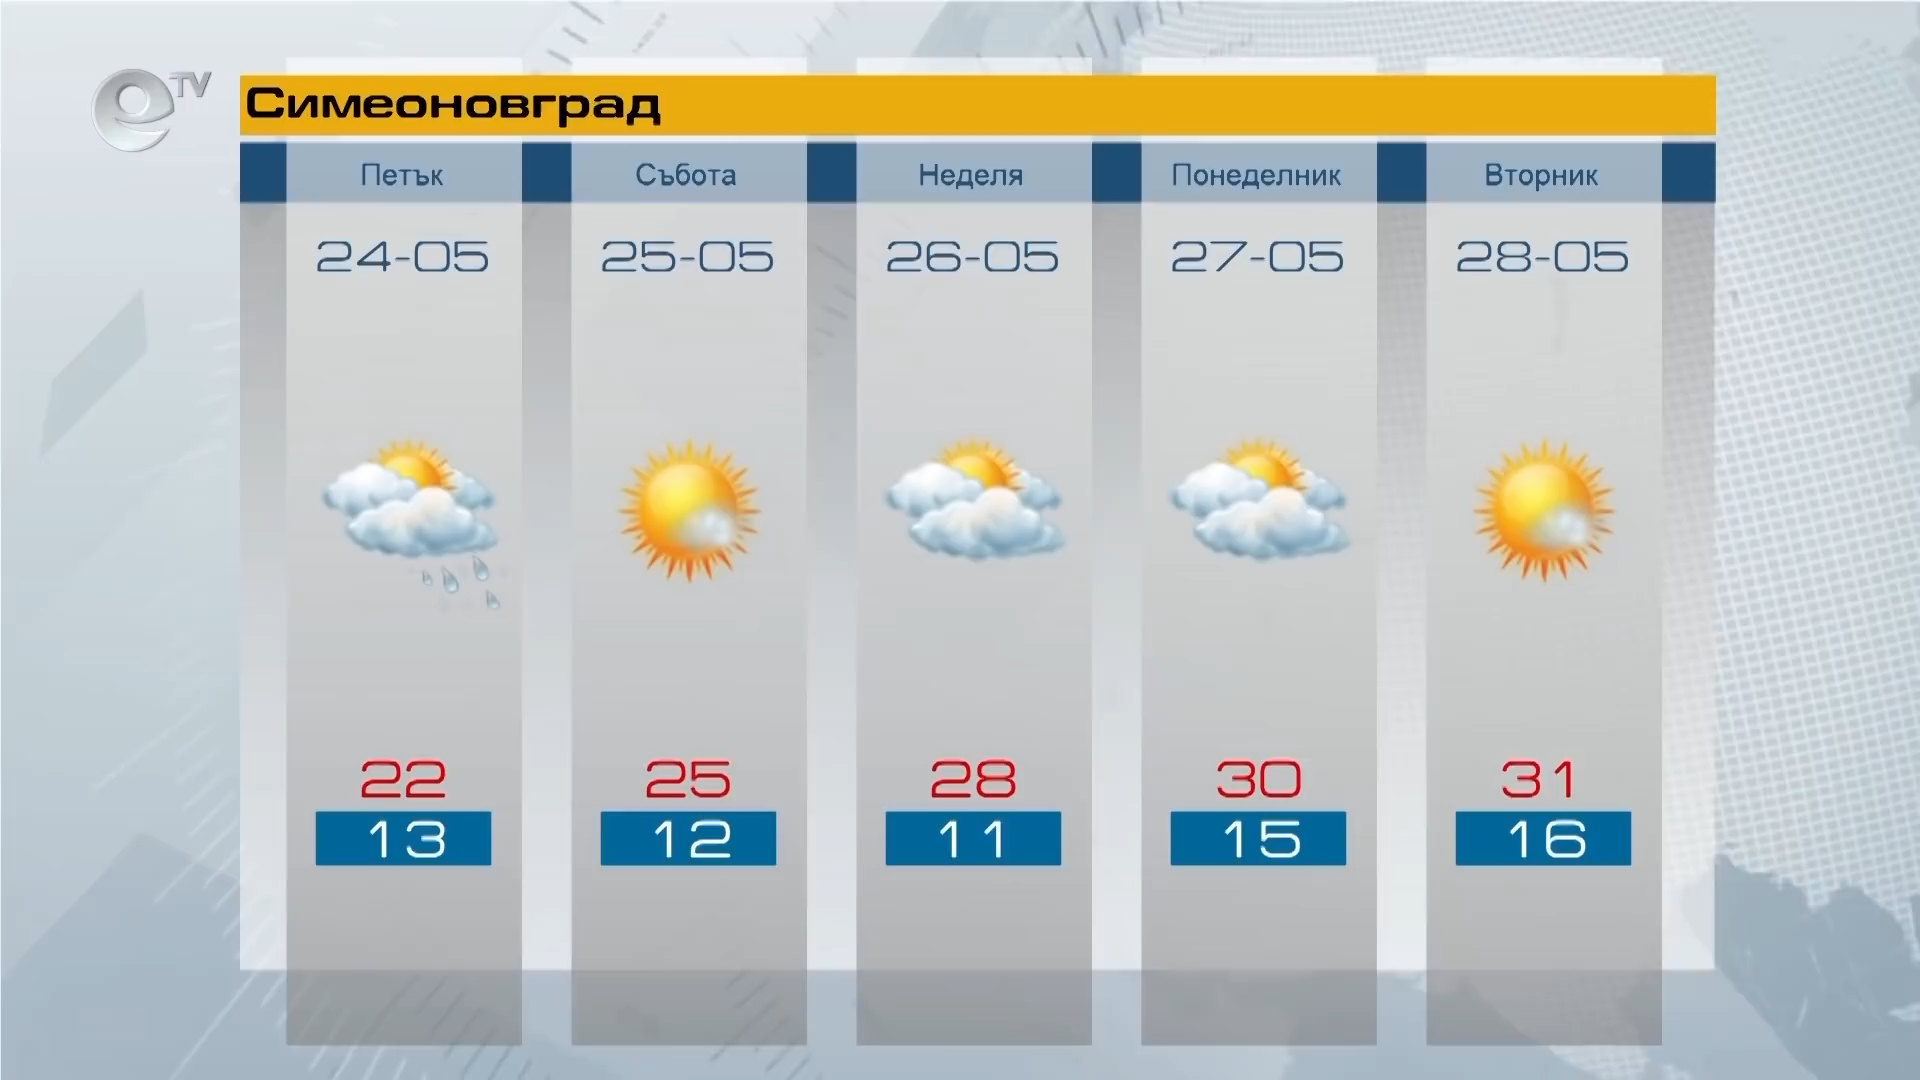 eTV
Симеоновград
Петък Събота Неделя Понеделник Вторник
24-05 25-05 26-05 27-05 28-05
22 25 28 30 31
13 12 11 15 16